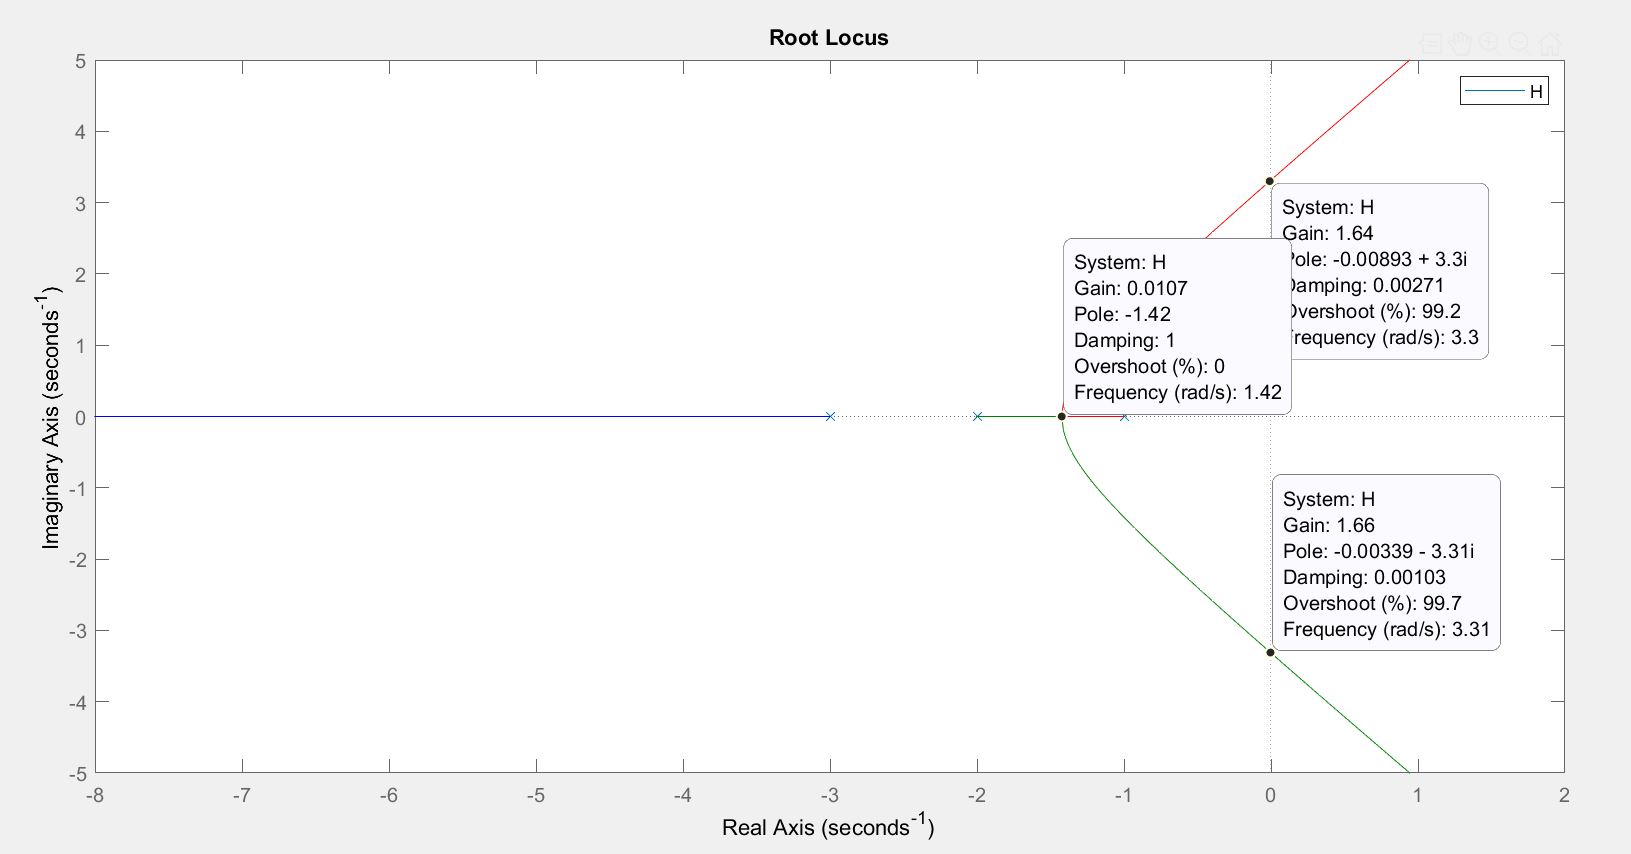 Root Locus
H
5
4
3
2
1
0
-1
-2
-3
-4
-5
Imaginary Axis (seconds⁻¹)
System: H
Gain: 1.64
Pole: -0.00893 + 3.3i
Damping: 0.00271
Overshoot (%): 99.2
Frequency (rad/s): 3.3
System: H
Gain: 0.0107
Pole: -1.42
Damping: 1
Overshoot (%): 0
Frequency (rad/s): 1.42
System: H
Gain: 1.66
Pole: -0.00339 - 3.31i
Damping: 0.00103
Overshoot (%): 99.7
Frequency (rad/s): 3.31
-8 -7 -6 -5 -4 -3 -2 -1 0 1 2
Real Axis (seconds⁻¹)